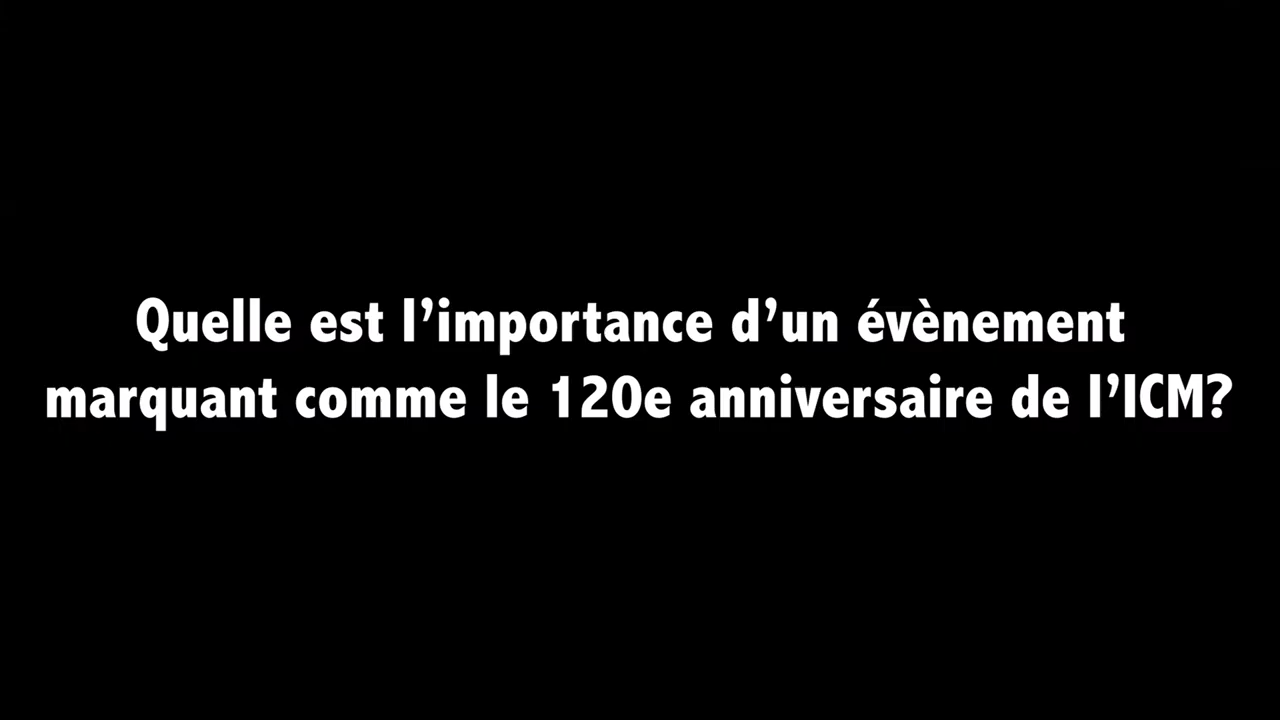 Quelle est l’importance d’un évènement
marquant comme le 120e anniversaire de l’ICM?